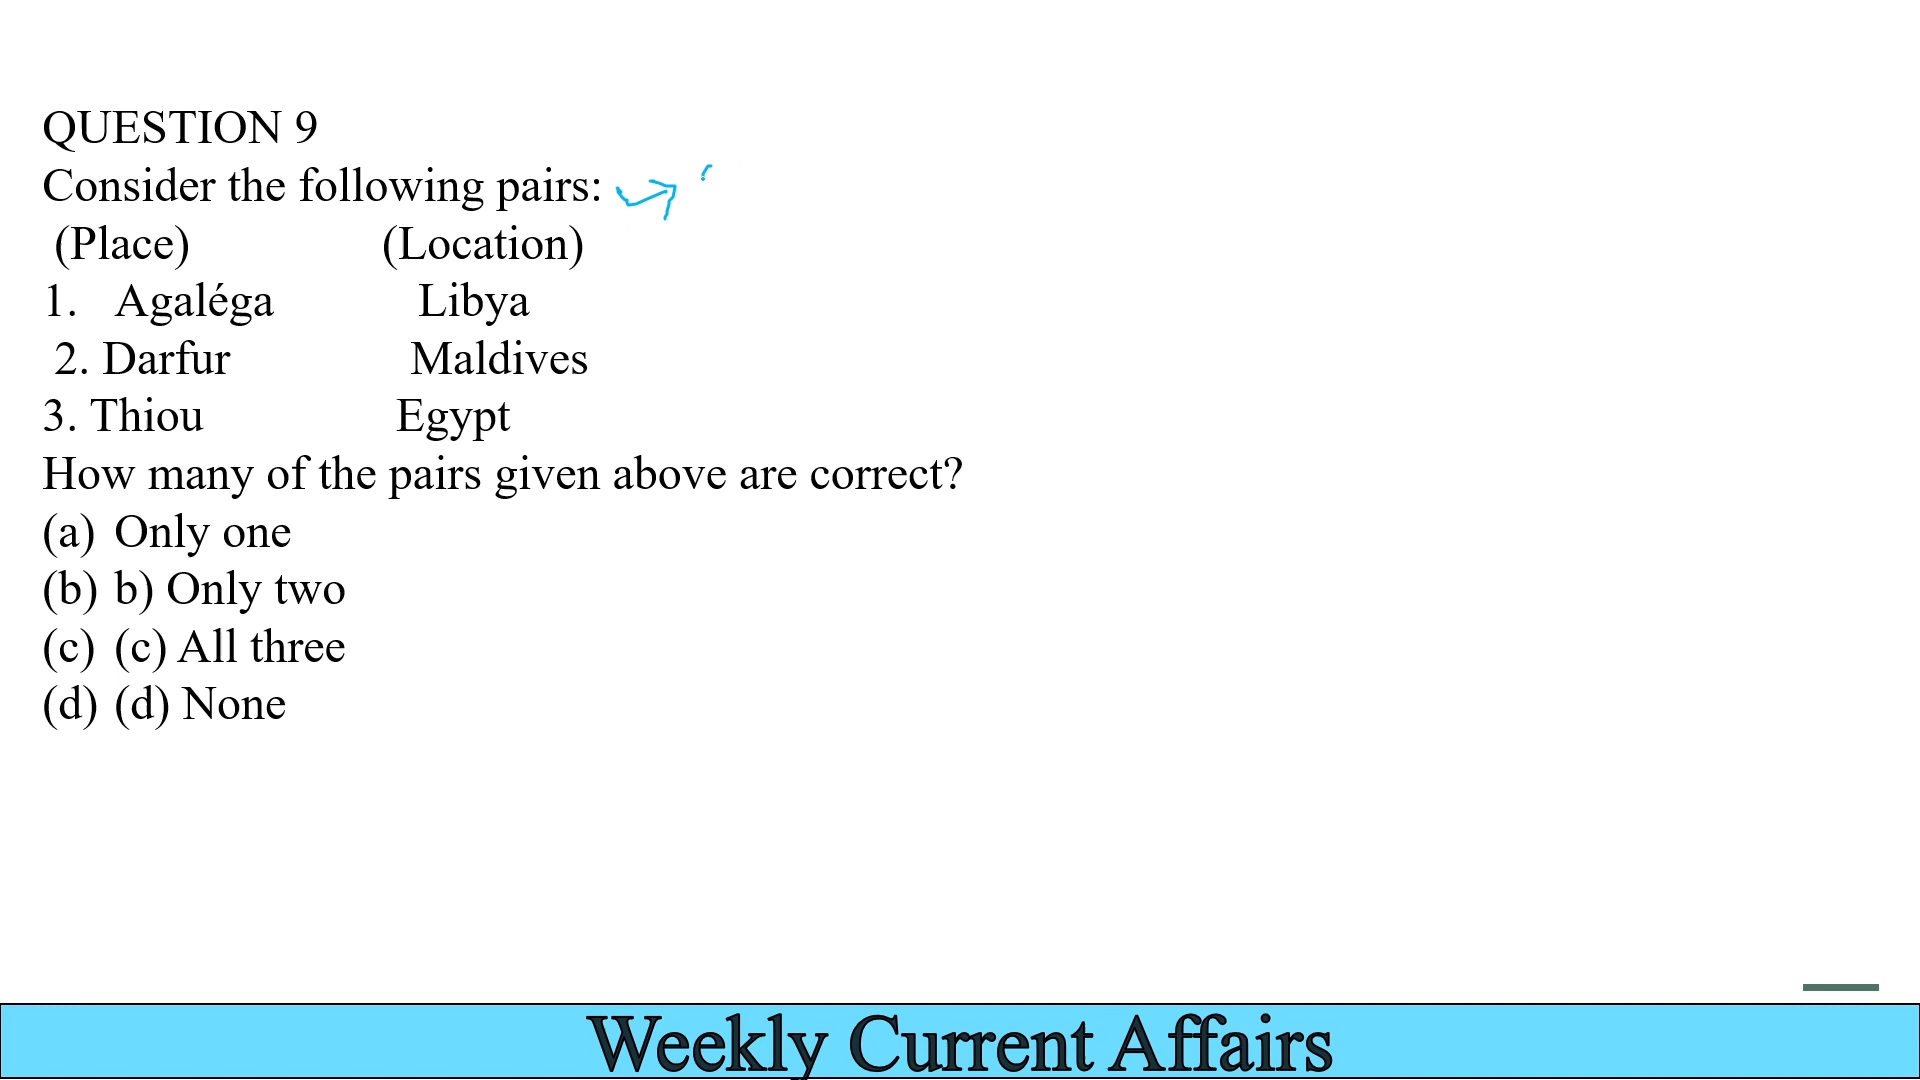 QUESTION 9
Consider the following pairs:
(Place) (Location)
1. Agaléga Libya
2. Darfur Maldives
3. Thiou Egypt
How many of the pairs given above are correct?
(a) Only one
(b) b) Only two
(c) (c) All three
(d) (d) None
Weekly Current Affairs